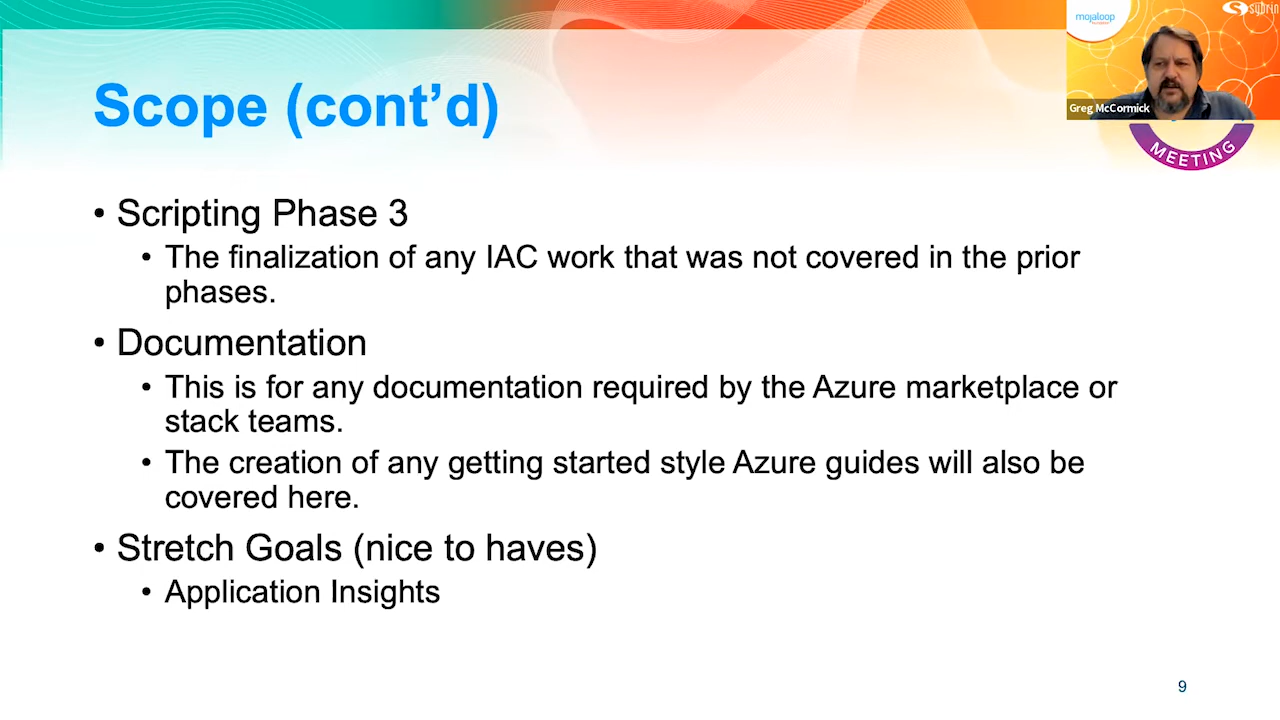 mojaloop
sybrin
Greg McCormick
MEETING
Scope (cont’d)
• Scripting Phase 3
• The finalization of any IAC work that was not covered in the prior
phases.
• Documentation
• This is for any documentation required by the Azure marketplace or
stack teams.
• The creation of any getting started style Azure guides will also be
covered here.
• Stretch Goals (nice to haves)
• Application Insights
9